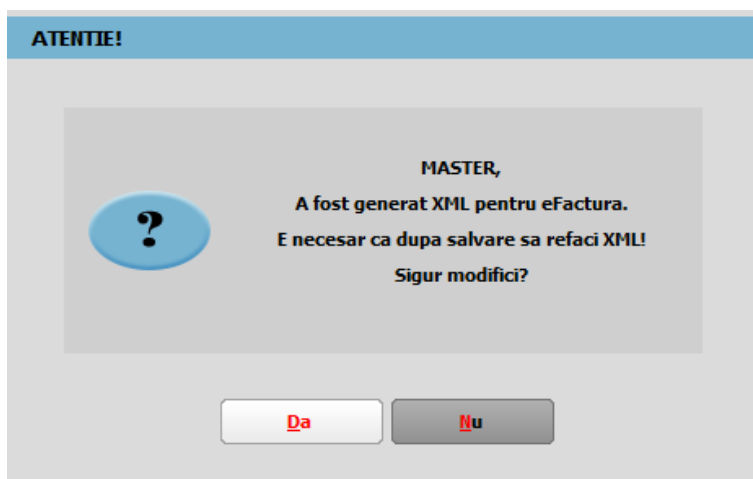 ATENTIE!
MASTER,
A fost generat XML pentru eFactura.
E necesar ca dupa salvare sa refaci XML!
Sigur modifici?
?
Da
Nu